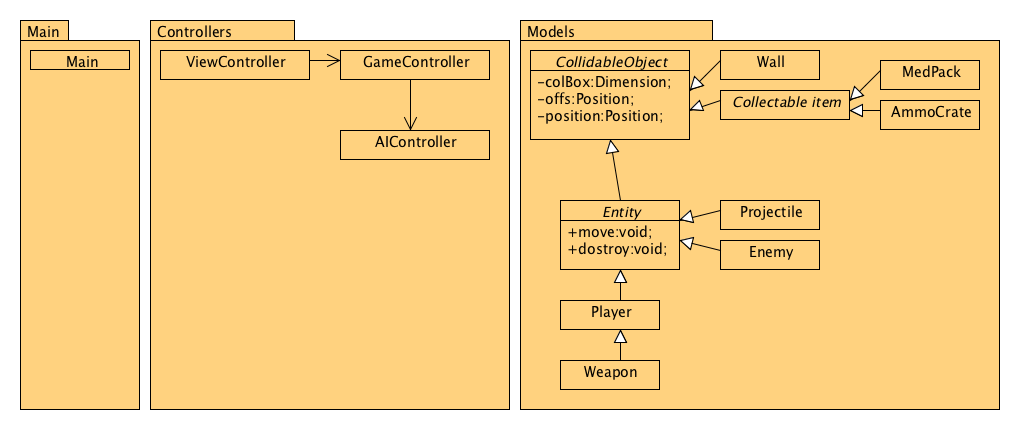 Main
Main
Controllers
ViewController
GameController
AIController
Models
CollidableObject
-colBox:Dimension;
-offs:Position;
-position:Position;
Wall
Collectable item
MedPack
AmmoCrate
Entity
+move:void;
+dostroy:void;
Projectile
Enemy
Player
Weapon